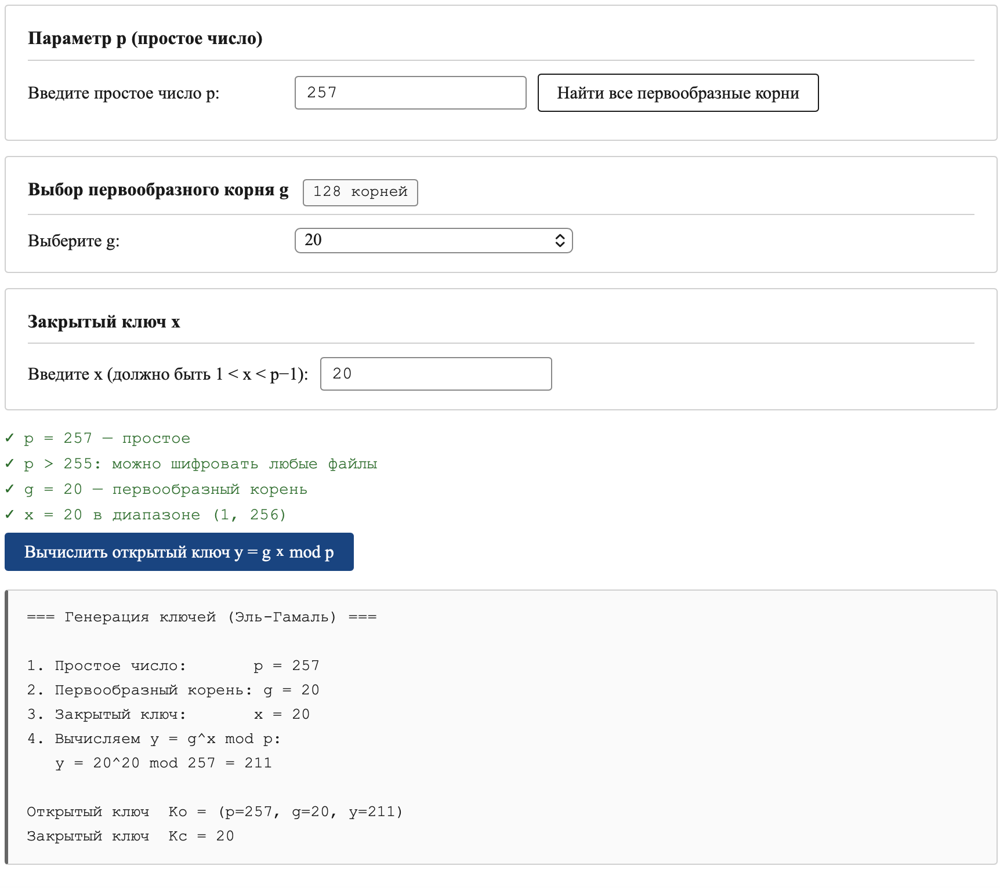 Параметр p (простое число)
Введите простое число p: 257 Найти все первообразные корни
Выбор первообразного корня g 128 корней
Выберите g: 20
Закрытый ключ x
Введите x (должно быть 1 < x < p−1): 20
✓ p = 257 — простое
✓ p > 255: можно шифровать любые файлы
✓ g = 20 — первообразный корень
✓ x = 20 в диапазоне (1, 256)
Вычислить открытый ключ y = g x mod p
=== Генерация ключей (Эль-Гамаль) ===
1. Простое число: p = 257
2. Первообразный корень: g = 20
3. Закрытый ключ: x = 20
4. Вычисляем y = g^x mod p:
y = 20^20 mod 257 = 211
Открытый ключ Ko = (p=257, g=20, y=211)
Закрытый ключ Kc = 20